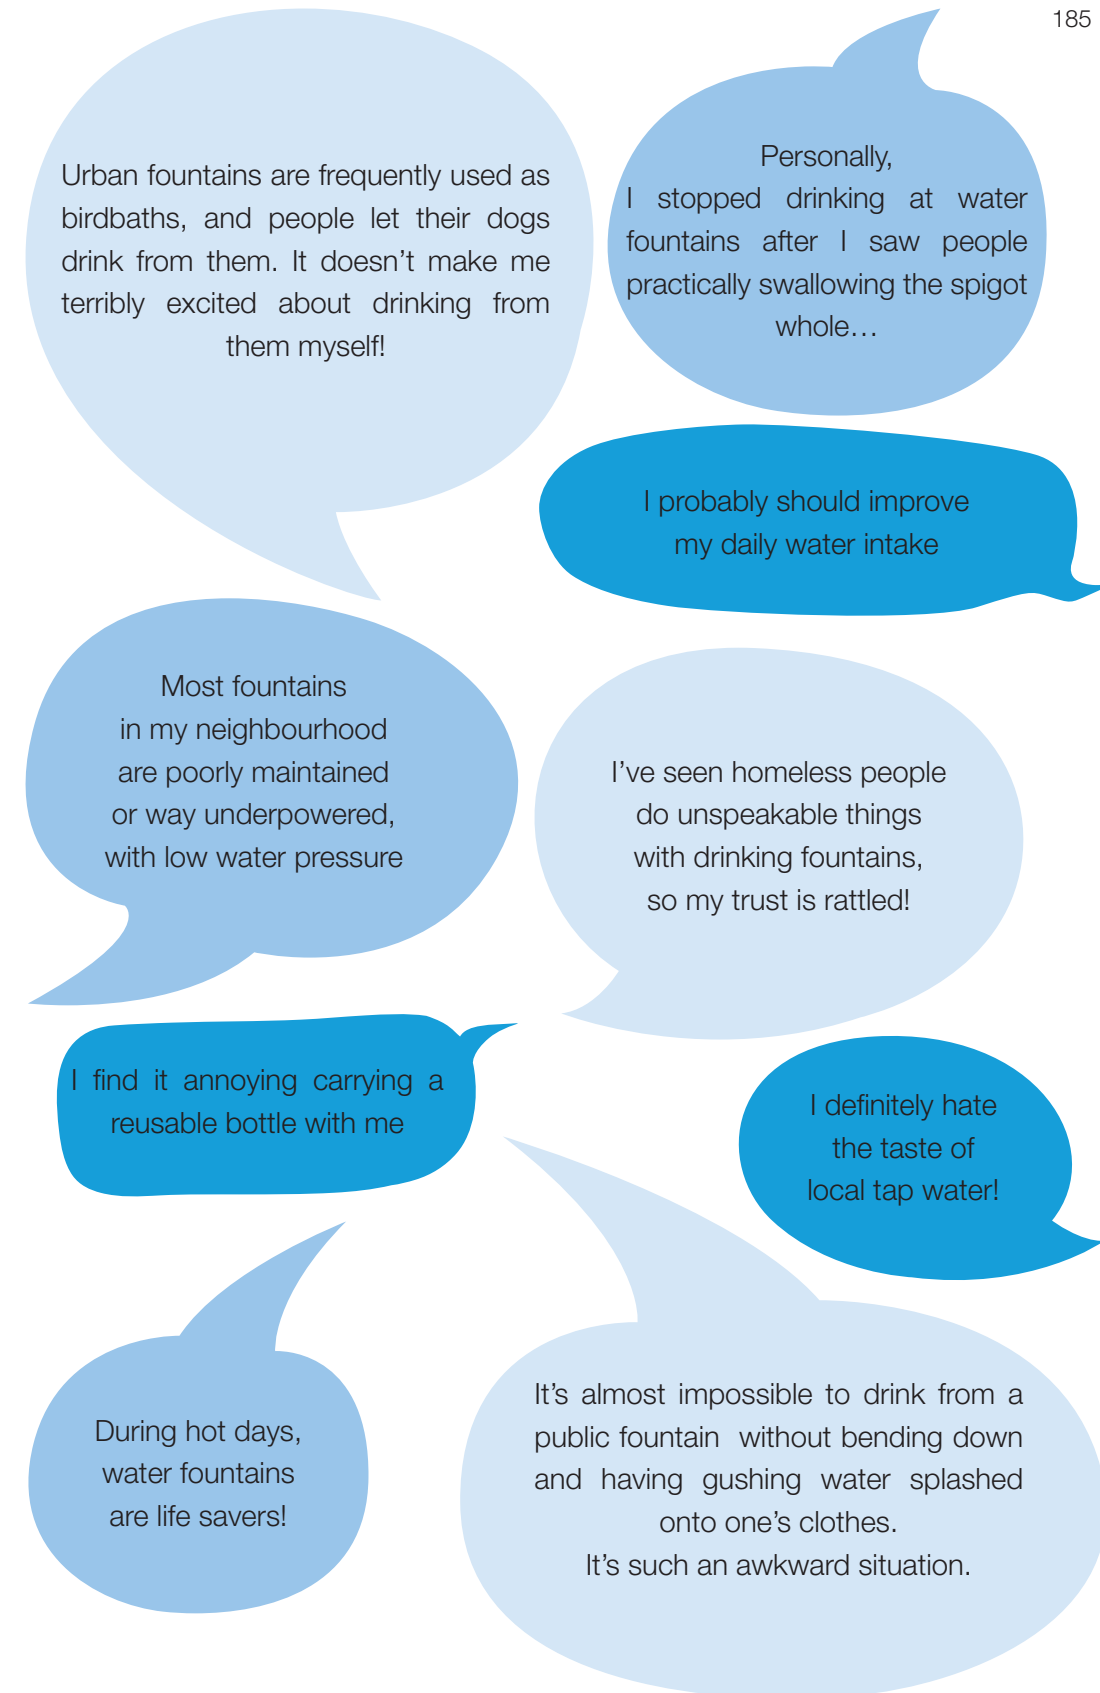 185
Urban fountains are frequently used as
birdbaths, and people let their dogs
drink from them. It doesn’t make me
terribly excited about drinking from
them myself!
Personally,
I stopped drinking at water
fountains after I saw people
practically swallowing the spigot
whole…
I probably should improve
my daily water intake
Most fountains
in my neighbourhood
are poorly maintained
or way underpowered,
with low water pressure
I’ve seen homeless people
do unspeakable things
with drinking fountains,
so my trust is rattled!
I find it annoying carrying a
reusable bottle with me
I definitely hate
the taste of
local tap water!
During hot days,
water fountains
are life savers!
It’s almost impossible to drink from a
public fountain without bending down
and having gushing water splashed
onto one’s clothes.
It’s such an awkward situation.